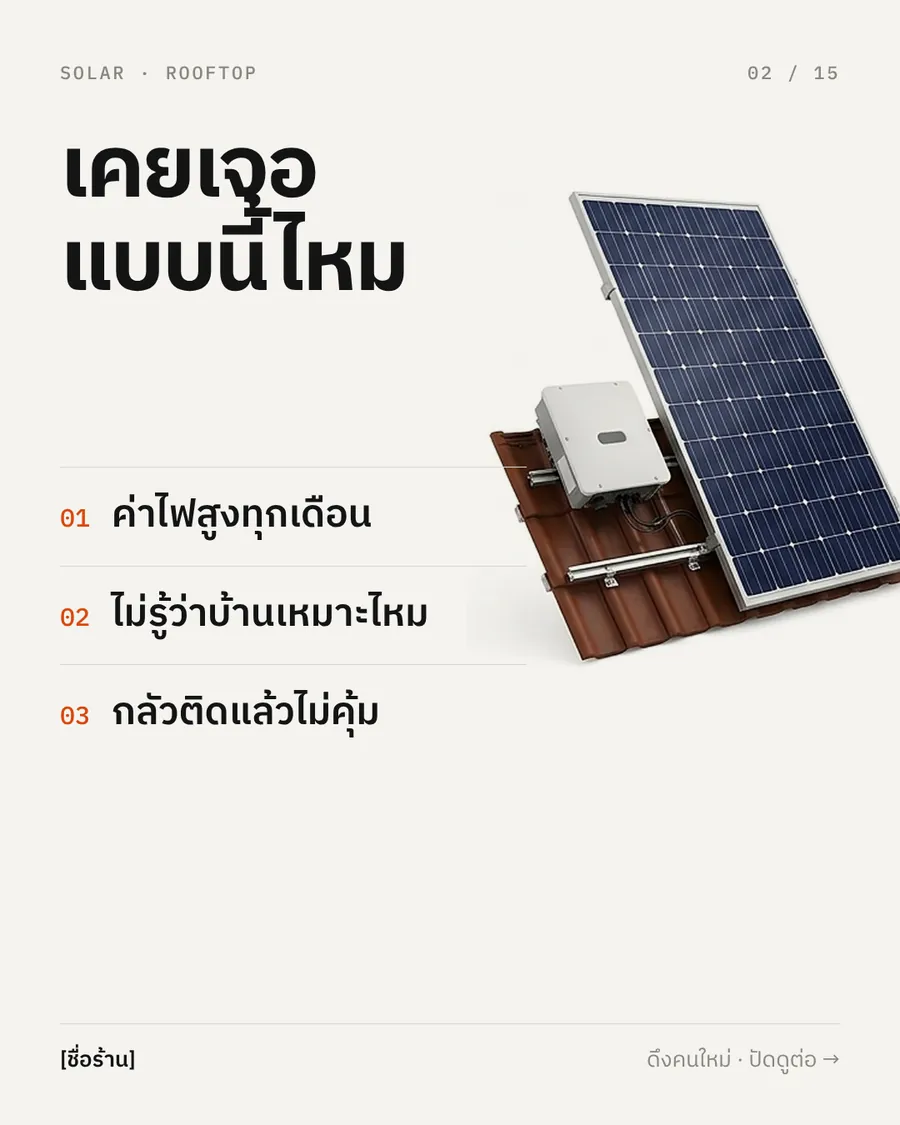 SOLAR · ROOFTOP
02 / 15
เคยเจอ
แบบนี้ไหม
01 ค่าไฟสูงทุกเดือน
02 ไม่รู้ว่าบ้านเหมาะไหม
03 กลัวติดแล้วไม่คุ้ม
[ชื่อร้าน]
ดึงคนใหม่ · ปัดดูต่อ →